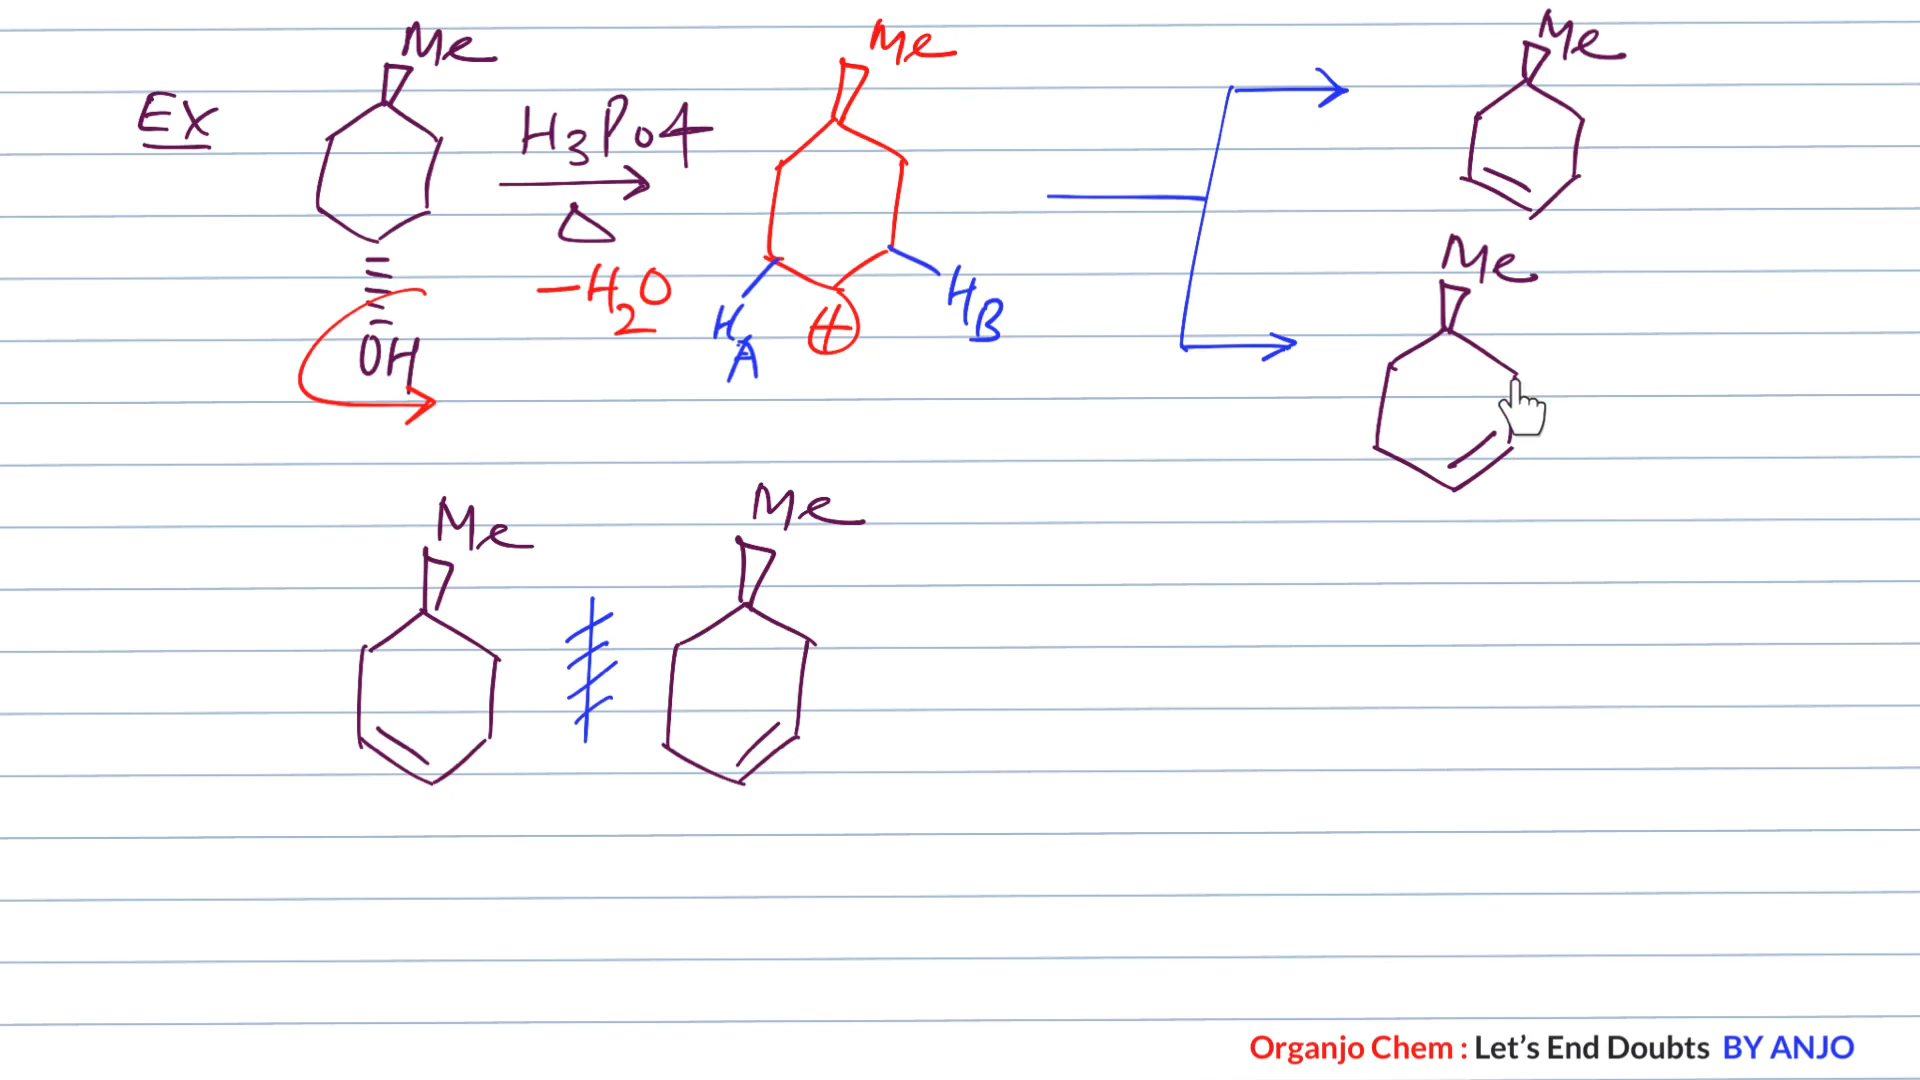 Me
EX
H3Po4
△
-H2O
OH
Me
⊕
HA
HB
Me
Me
Me
Me
Organjo Chem : Let's End Doubts BY ANJO